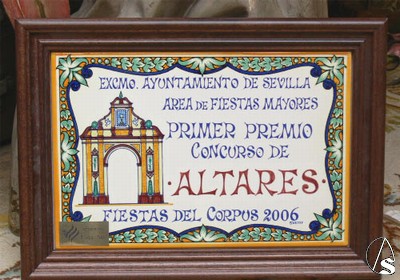 EXCMO. AYUNTAMIENTO DE SEVILLA
AREA DE FIESTAS MAYORES
PRIMER PREMIO
CONCURSO DE
·ALTARES·
FIESTAS DEL CORPUS 2006